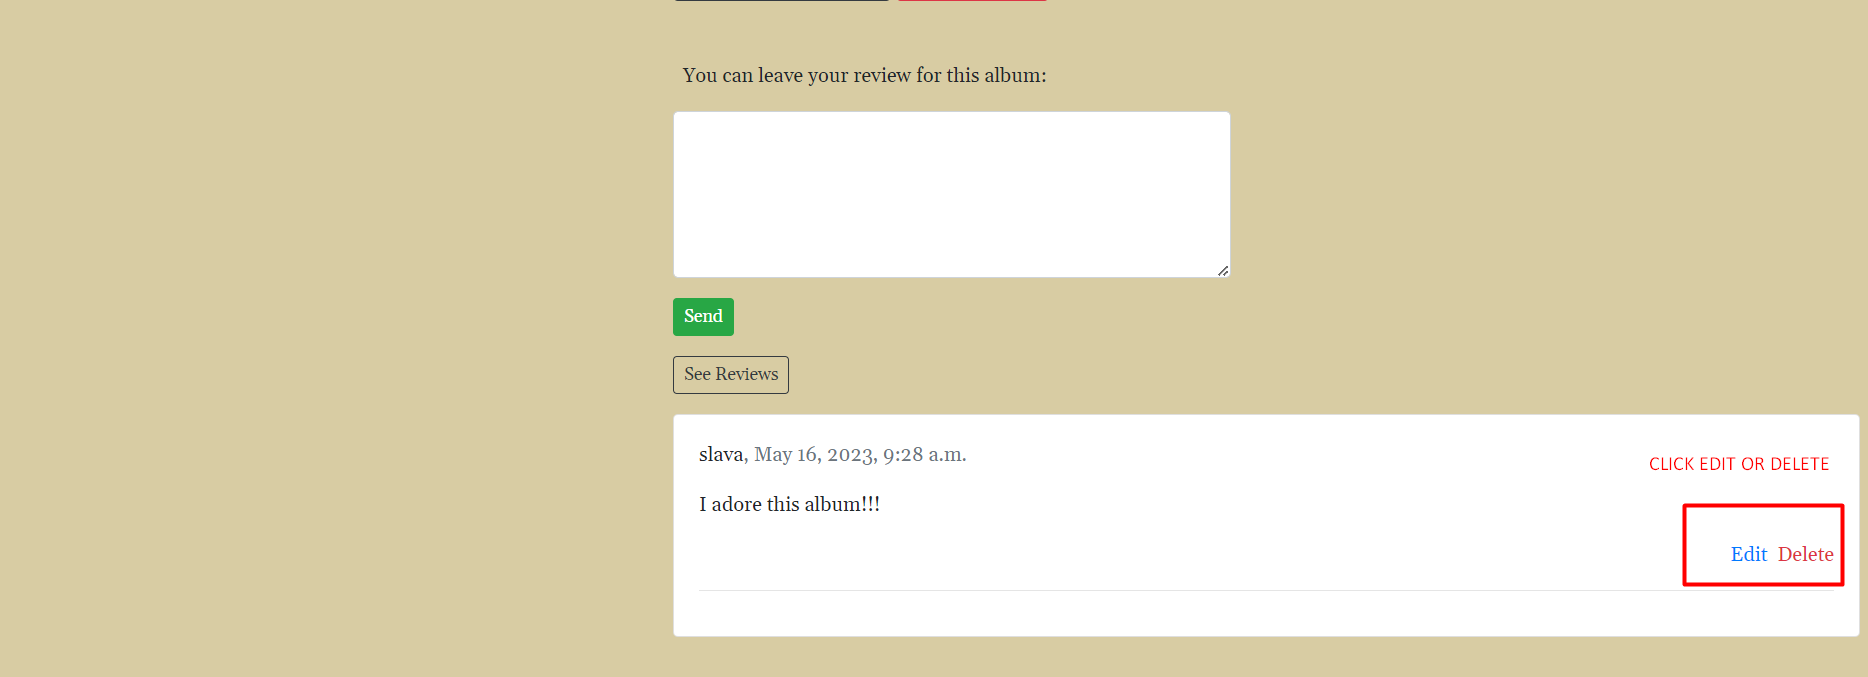 You can leave your review for this album:
Send
See Reviews
slava, May 16, 2023, 9:28 a.m.
CLICK EDIT OR DELETE
I adore this album!!!
Edit Delete